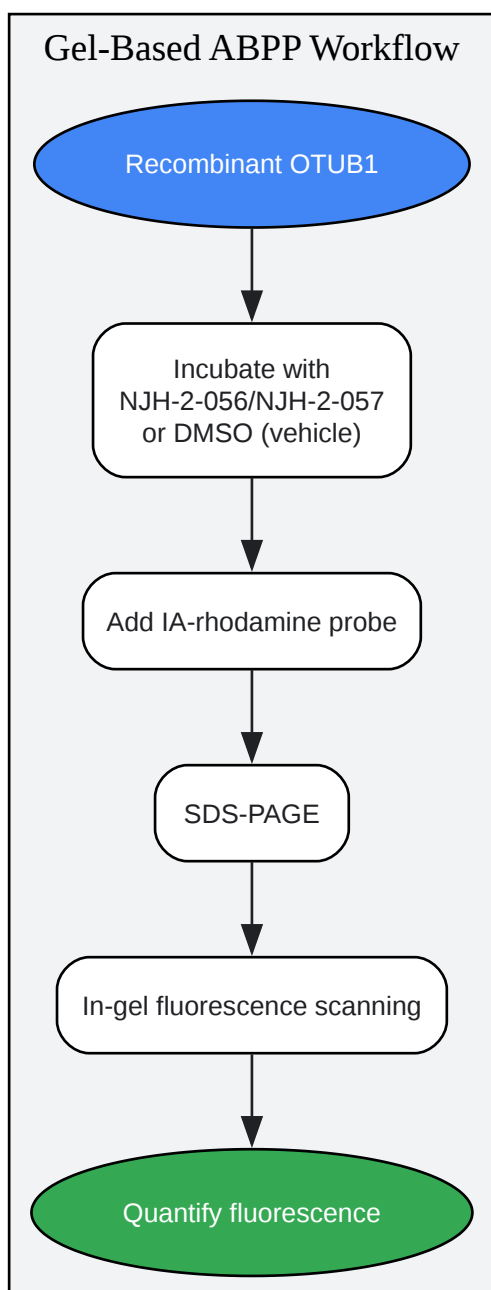 Gel-Based ABPP Workflow
Recombinant OTUB1
Incubate with
NJH-2-056/NJH-2-057
or DMSO (vehicle)
Add IA-rhodamine probe
SDS-PAGE
In-gel fluorescence scanning
Quantify fluorescence